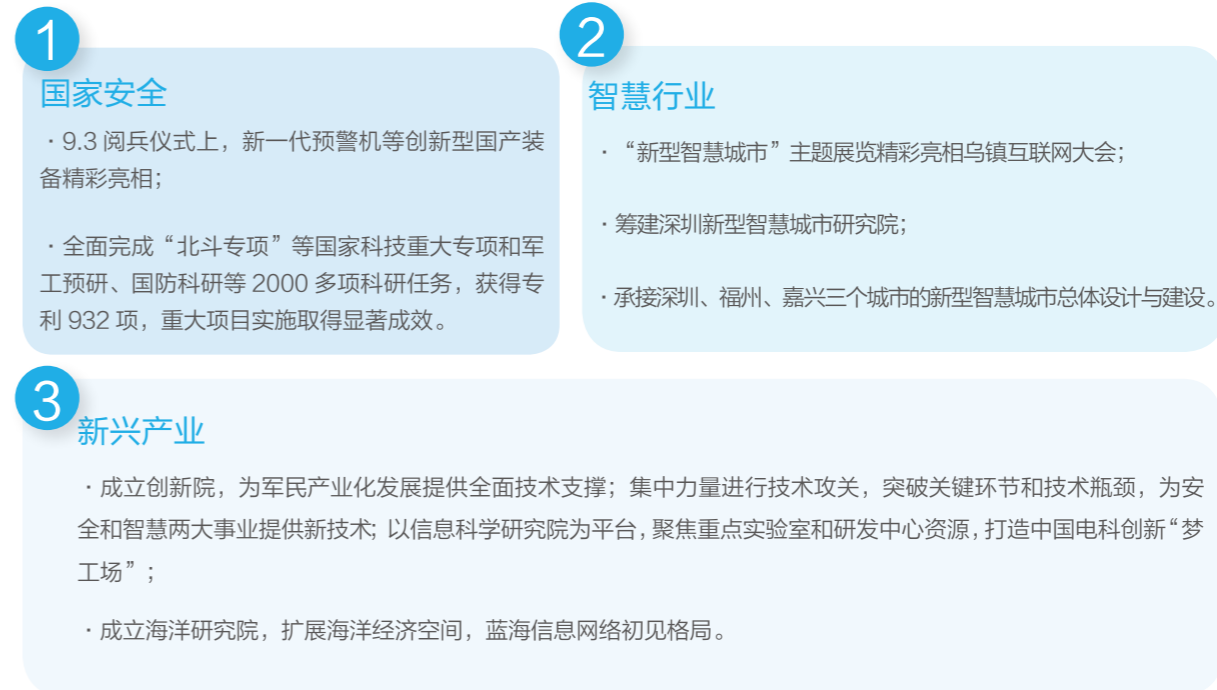 1
国家安全
·9.3 阅兵仪式上，新一代预警机等创新型国产装
备精彩亮相；
·全面完成“北斗专项”等国家科技重大专项和军
工预研、国防科研等 2000 多项科研任务，获得专
利 932 项，重大项目实施取得显著成效。
2
智慧行业
·“新型智慧城市”主题展览精彩亮相乌镇互联网大会；
·筹建深圳新型智慧城市研究院；
·承接深圳、福州、嘉兴三个城市的新型智慧城市总体设计与建设。
3
新兴产业
·成立创新院，为军民产业化发展提供全面技术支撑；集中力量进行技术攻关，突破关键环节和技术瓶颈，为安
全和智慧两大事业提供新技术；以信息科学研究院为平台，聚焦重点实验室和研发中心资源，打造中国电科创新“梦
工场”；
·成立海洋研究院，扩展海洋经济空间，蓝海信息网络初见格局。